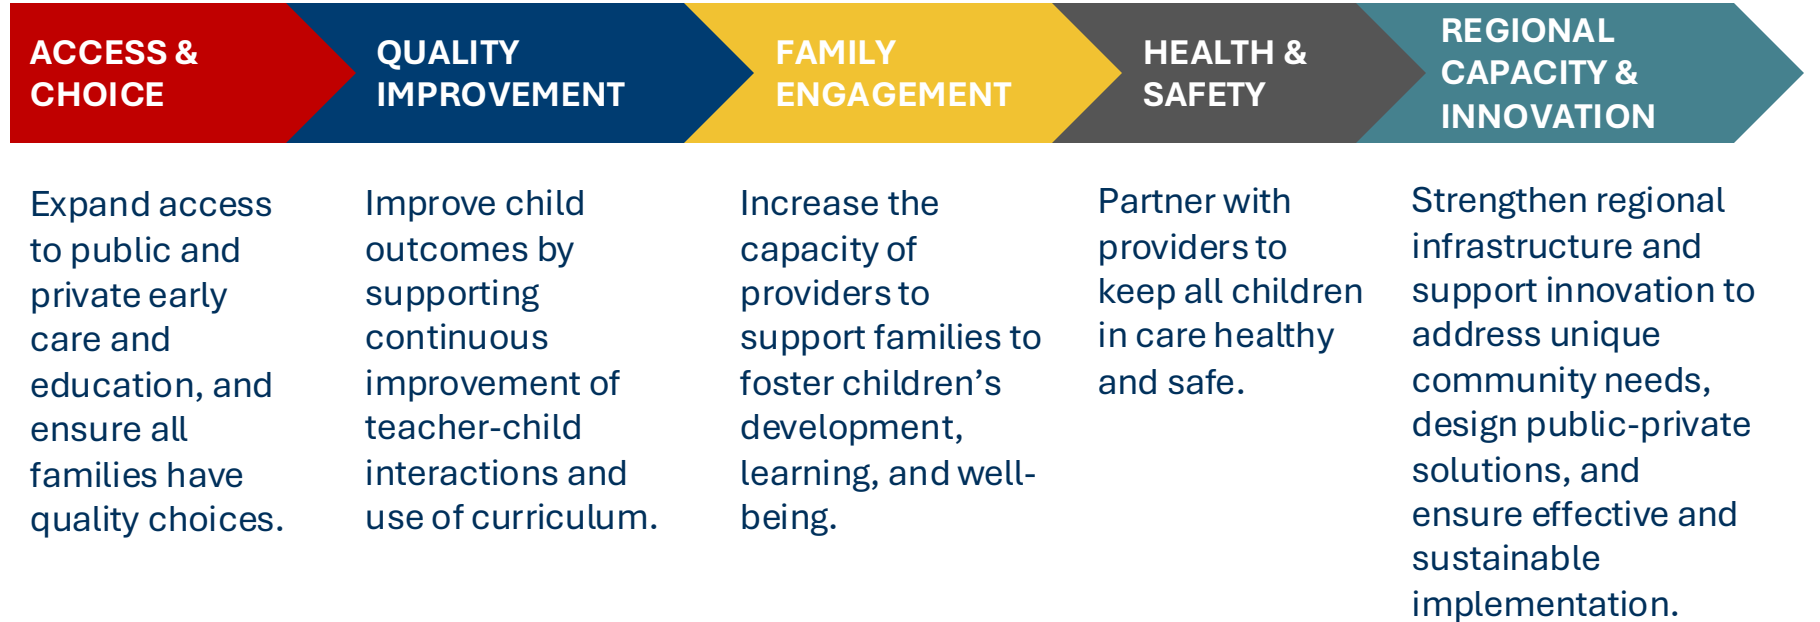 ACCESS &
CHOICE
Expand access
to public and
private early
care and
education, and
ensure all
families have
quality choices.
QUALITY
IMPROVEMENT
Improve child
outcomes by
supporting
continuous
improvement of
teacher-child
interactions and
use of curriculum.
FAMILY
ENGAGEMENT
Increase the
capacity of
providers to
support families to
foster children’s
development,
learning, and well-
being.
HEALTH &
SAFETY
Partner with
providers to
keep all children
in care healthy
and safe.
REGIONAL
CAPACITY &
INNOVATION
Strengthen regional
infrastructure and
support innovation to
address unique
community needs,
design public-private
solutions, and
ensure effective and
sustainable
implementation.